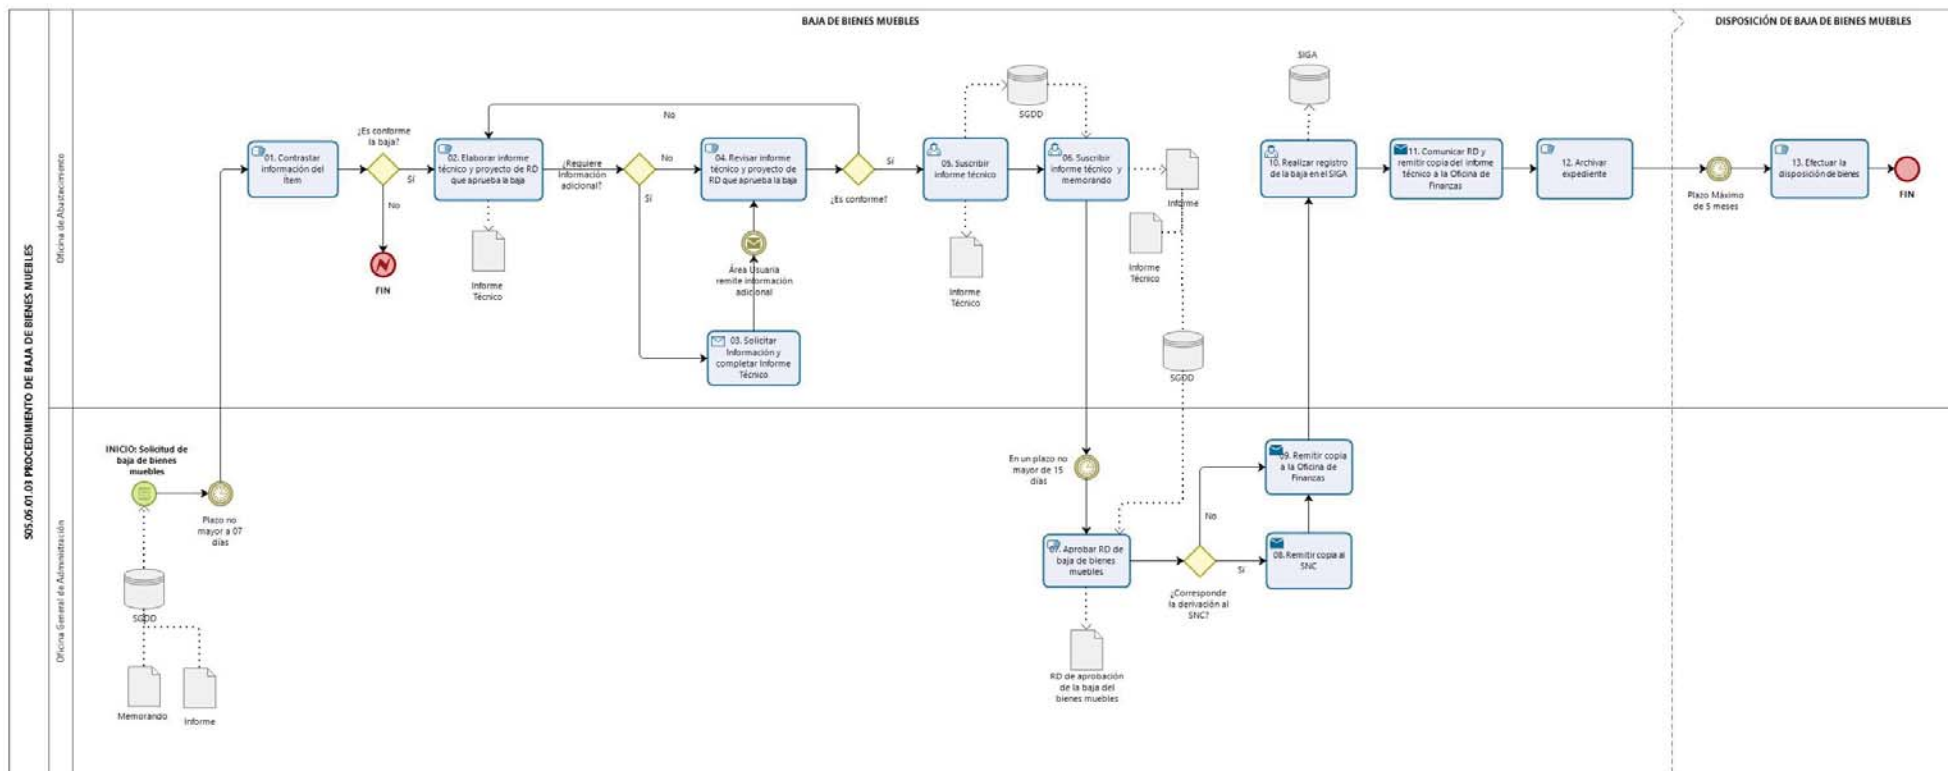 S05.05.01.03 PROCEDIMIENTO DE BAJA DE BIENES MUEBLES
BAJA DE BIENES MUEBLES
DISPOSICIÓN DE BAJA DE BIENES MUEBLES
Oficina de Abastecimiento
01. Contrastar
información del
Ítem
¿Es conforme
la baja?
Sí
No
FIN
02. Elaborar informe
técnico y proyecto de RD
que aprueba la baja
Informe
Técnico
¿Requiere
Información
adicional?
No
Sí
No
04. Revisar informe
técnico y proyecto de
RD que aprueba la baja
Área Usuaria
remite información
adicional
03. Solicitar
Información y
completar Informe
Técnico
¿Es conforme?
Sí
05. Suscribir
informe técnico
Informe
Técnico
SGDD
06. Suscribir
informe técnico y
memorando
Informe
Informe
Técnico
SGDD
SIGA
10. Realizar registro
de la baja en el SIGA
11. Comunicar RD y
remitir copia del informe
técnico a la Oficina de
Finanzas
12. Archivar
expediente
Plazo Máximo
de 5 meses
13. Efectuar la
disposición de bienes
FIN
Oficina General de Administración
INICIO: Solicitud de
baja de bienes
muebles
Plazo no
mayor a 07
días
SGDD
Memorando
Informe
En un plazo no
mayor de 15
días
07. Aprobar RD de
baja de bienes
muebles
RD de aprobación
de la baja del
bienes muebles
¿Corresponde
la derivación al
SNC?
No
Sí
09. Remitir copia
a la Oficina de
Finanzas
08. Remitir copia al
SNC